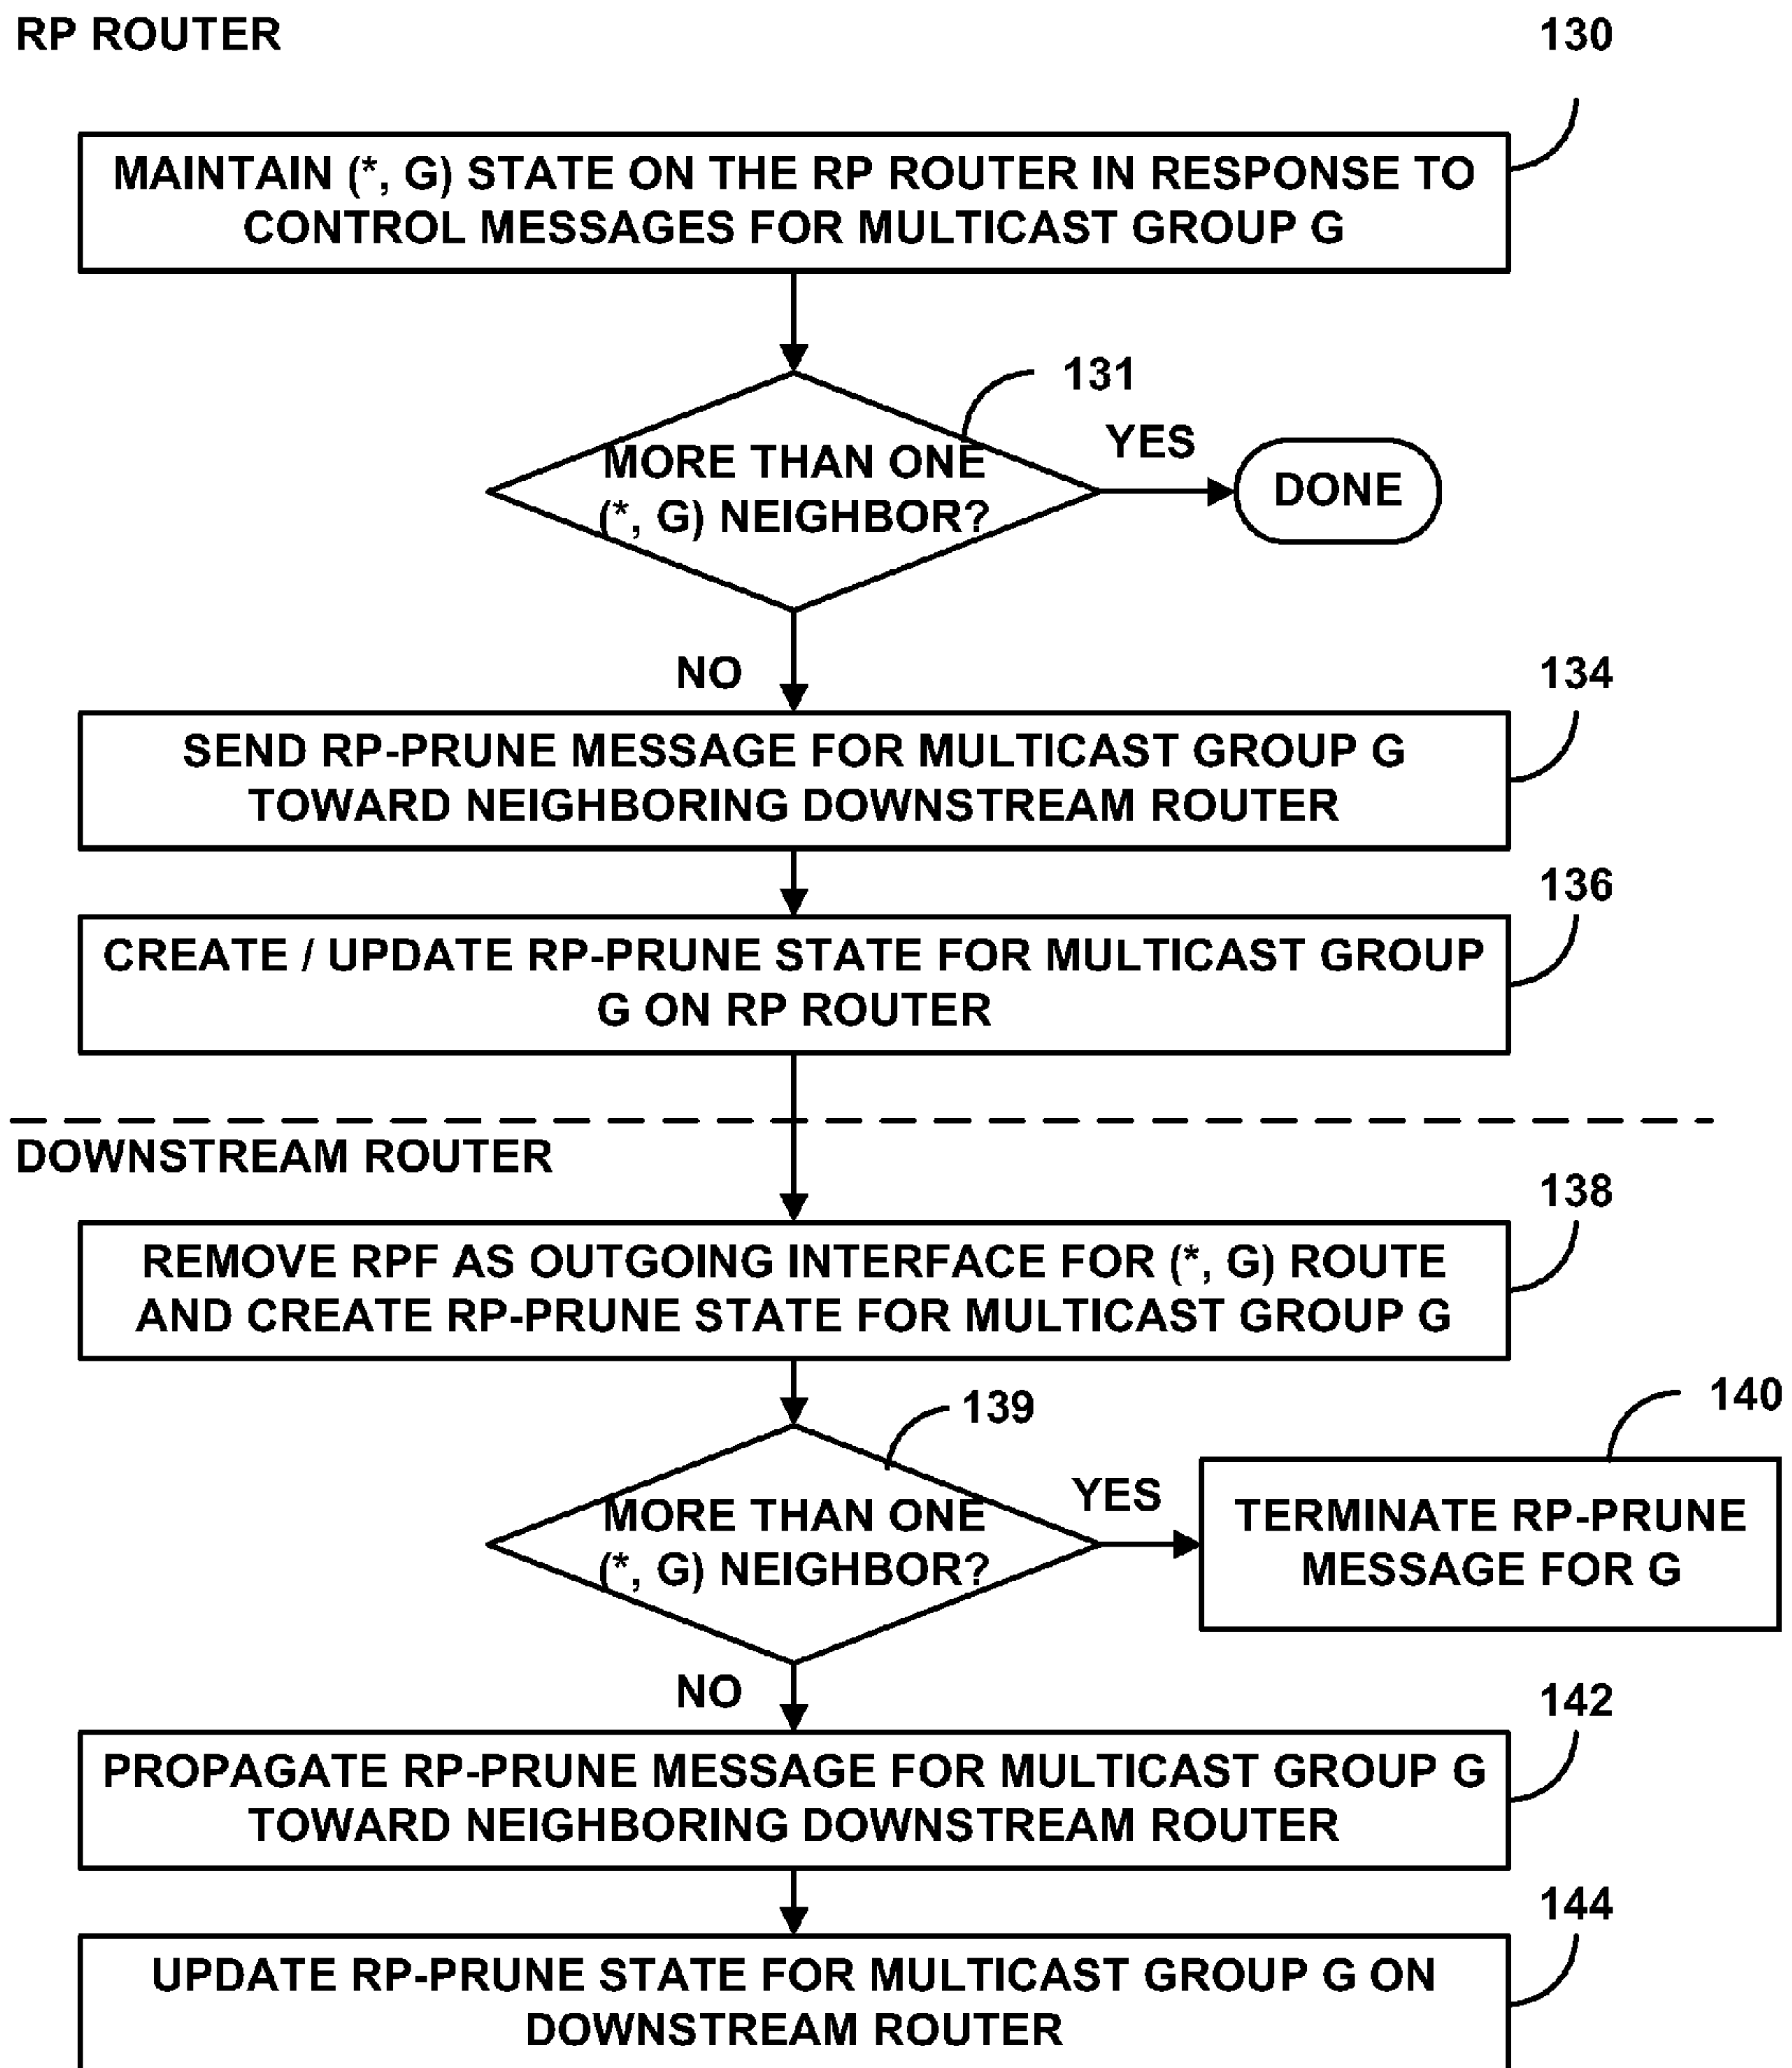 RP ROUTER
130
MAINTAIN (*, G) STATE ON THE RP ROUTER IN RESPONSE TO
CONTROL MESSAGES FOR MULTICAST GROUP G
131
MORE THAN ONE
(*, G) NEIGHBOR?
YES
DONE
NO
134
SEND RP-PRUNE MESSAGE FOR MULTICAST GROUP G
TOWARD NEIGHBORING DOWNSTREAM ROUTER
136
CREATE / UPDATE RP-PRUNE STATE FOR MULTICAST GROUP
G ON RP ROUTER
DOWNSTREAM ROUTER
138
REMOVE RPF AS OUTGOING INTERFACE FOR (*, G) ROUTE
AND CREATE RP-PRUNE STATE FOR MULTICAST GROUP G
139
140
MORE THAN ONE
(*, G) NEIGHBOR?
YES
TERMINATE RP-PRUNE
MESSAGE FOR G
NO
142
PROPAGATE RP-PRUNE MESSAGE FOR MULTICAST GROUP G
TOWARD NEIGHBORING DOWNSTREAM ROUTER
144
UPDATE RP-PRUNE STATE FOR MULTICAST GROUP G ON
DOWNSTREAM ROUTER